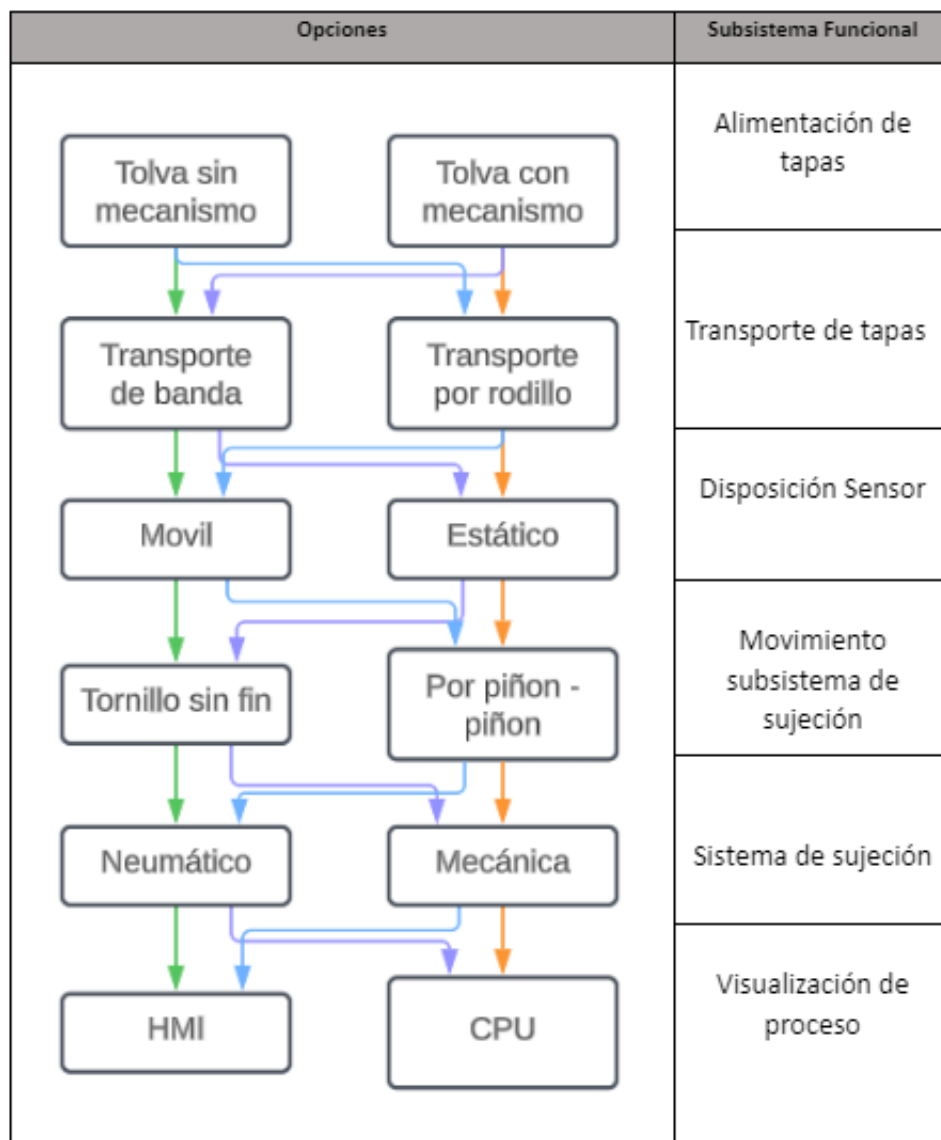 Opciones
Subsistema Funcional
Tolva sin
mecanismo
Tolva con
mecanismo
Alimentación de
tapas
Transporte
de banda
Transporte
por rodillo
Transporte de tapas
Movil
Estático
Disposición Sensor
Tornillo sin fin
Por piñon -
piñon
Movimiento
subsistema de
sujeción
Neumático
Mecánica
Sistema de sujeción
HMI
CPU
Visualización de
proceso